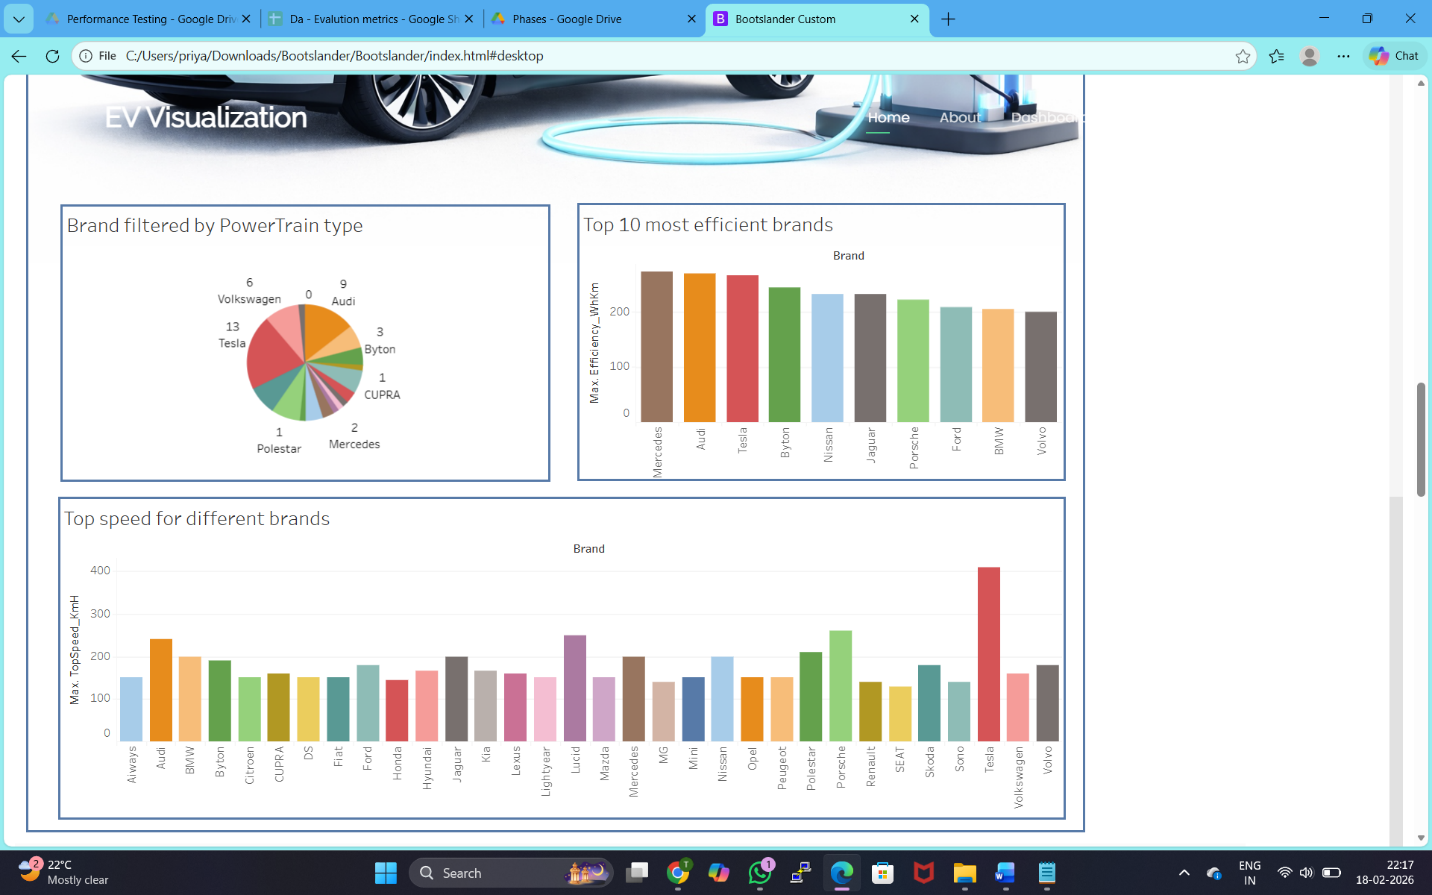 Performance Testing - Google Driv
Da - Evalution metrics - Google Sh
Phases - Google Drive
Bootslander Custom
File C:/Users/priya/Downloads/Bootslander/Bootslander/index.html#desktop
Chat
EV Visualization
Home About Dashboard
Brand filtered by PowerTrain type
6
Volkswagen
0
9
Audi
13
Tesla
3
Byton
1
CUPRA
1
Polestar
2
Mercedes
Top 10 most efficient brands
Brand
Max. Efficiency_WhKm
200
100
0
Mercedes
Audi
Tesla
Byton
Nissan
Jaguar
Porsche
Ford
BMW
Volvo
Top speed for different brands
Brand
Max. TopSpeed_KmH
400
300
200
100
0
Aiways
Audi
BMW
Byton
Citroen
CUPRA
DS
Fiat
Ford
Honda
Hyundai
Jaguar
Kia
Lexus
Lightyear
Lucid
Mazda
Mercedes
MG
Mini
Nissan
Opel
Peugeot
Polestar
Porsche
Renault
SEAT
Skoda
Sono
Tesla
Volkswagen
Volvo
2
22°C
Mostly clear
Search
T
1
ENG
IN
22:17
18-02-2026